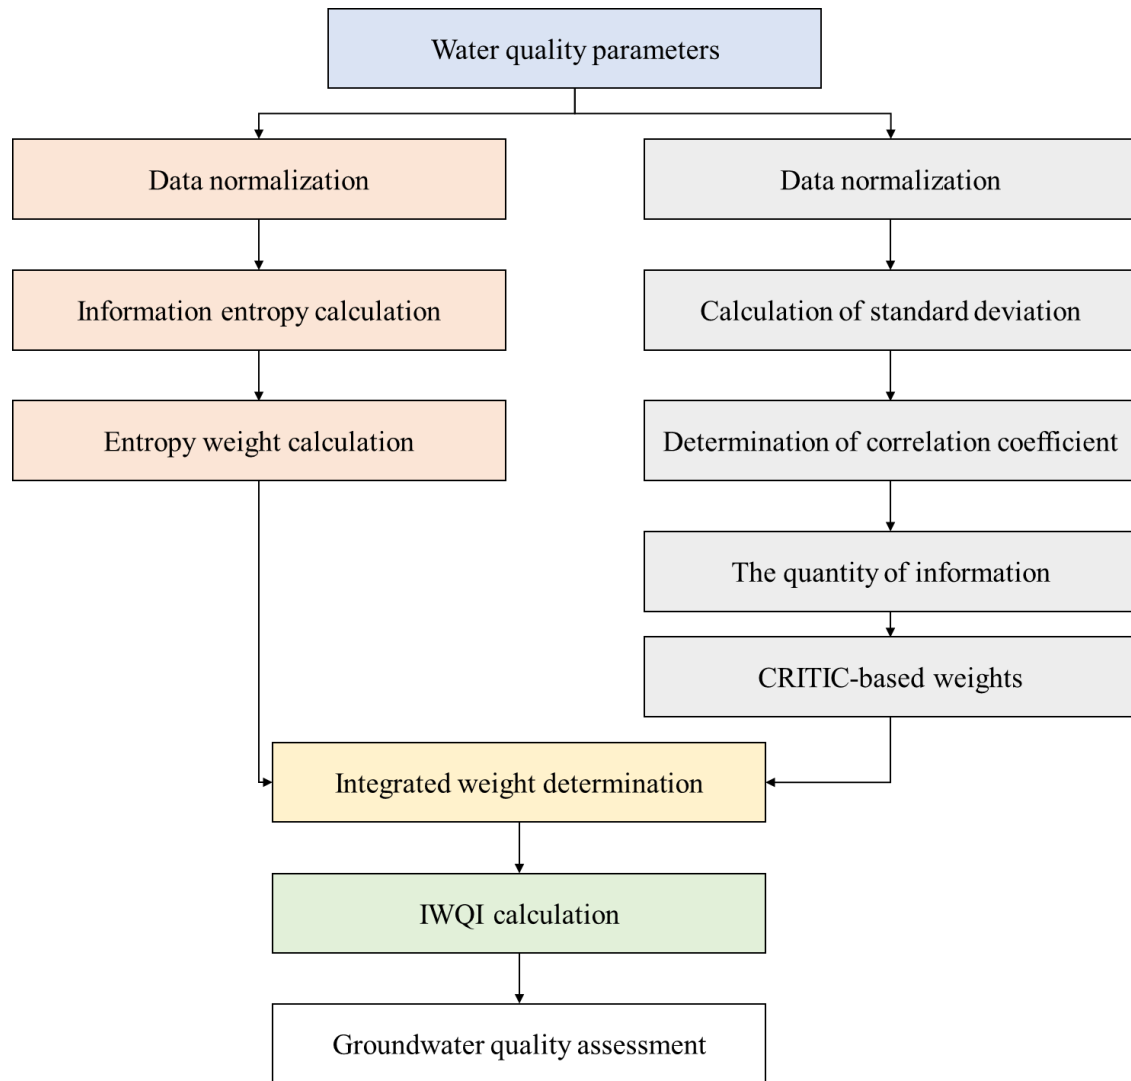 Water quality parameters
Data normalization
Data normalization
Information entropy calculation
Calculation of standard deviation
Entropy weight calculation
Determination of correlation coefficient
The quantity of information
CRITIC-based weights
Integrated weight determination
IWQI calculation
Groundwater quality assessment